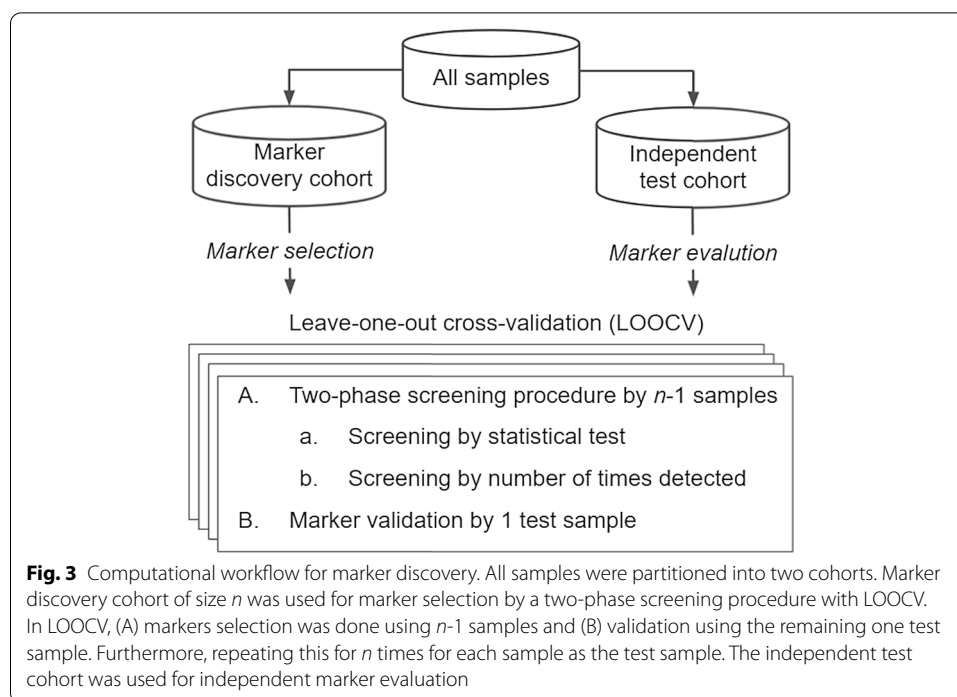 All samples
Marker
discovery cohort
Independent
test cohort
Marker selection
Marker evalution
Leave-one-out cross-validation (LOOCV)
A. Two-phase screening procedure by n-1 samples
a. Screening by statistical test
b. Screening by number of times detected
B. Marker validation by 1 test sample
Fig. 3 Computational workflow for marker discovery. All samples were partitioned into two cohorts. Marker
discovery cohort of size n was used for marker selection by a two-phase screening procedure with LOOCV.
In LOOCV, (A) markers selection was done using n-1 samples and (B) validation using the remaining one test
sample. Furthermore, repeating this for n times for each sample as the test sample. The independent test
cohort was used for independent marker evaluation